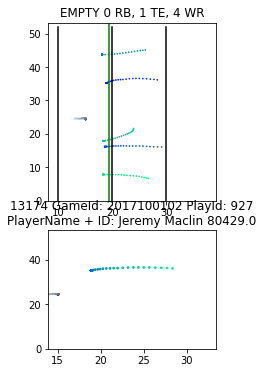 EMPTY 0 RB, 1 TE, 4 WR
50
40
30
20
10
0
10 20 30
13174 GameId: 2017100102 PlayId: 927
PlayerName + ID: Jeremy Maclin 80429.0
40
20
0
15 20 25 30